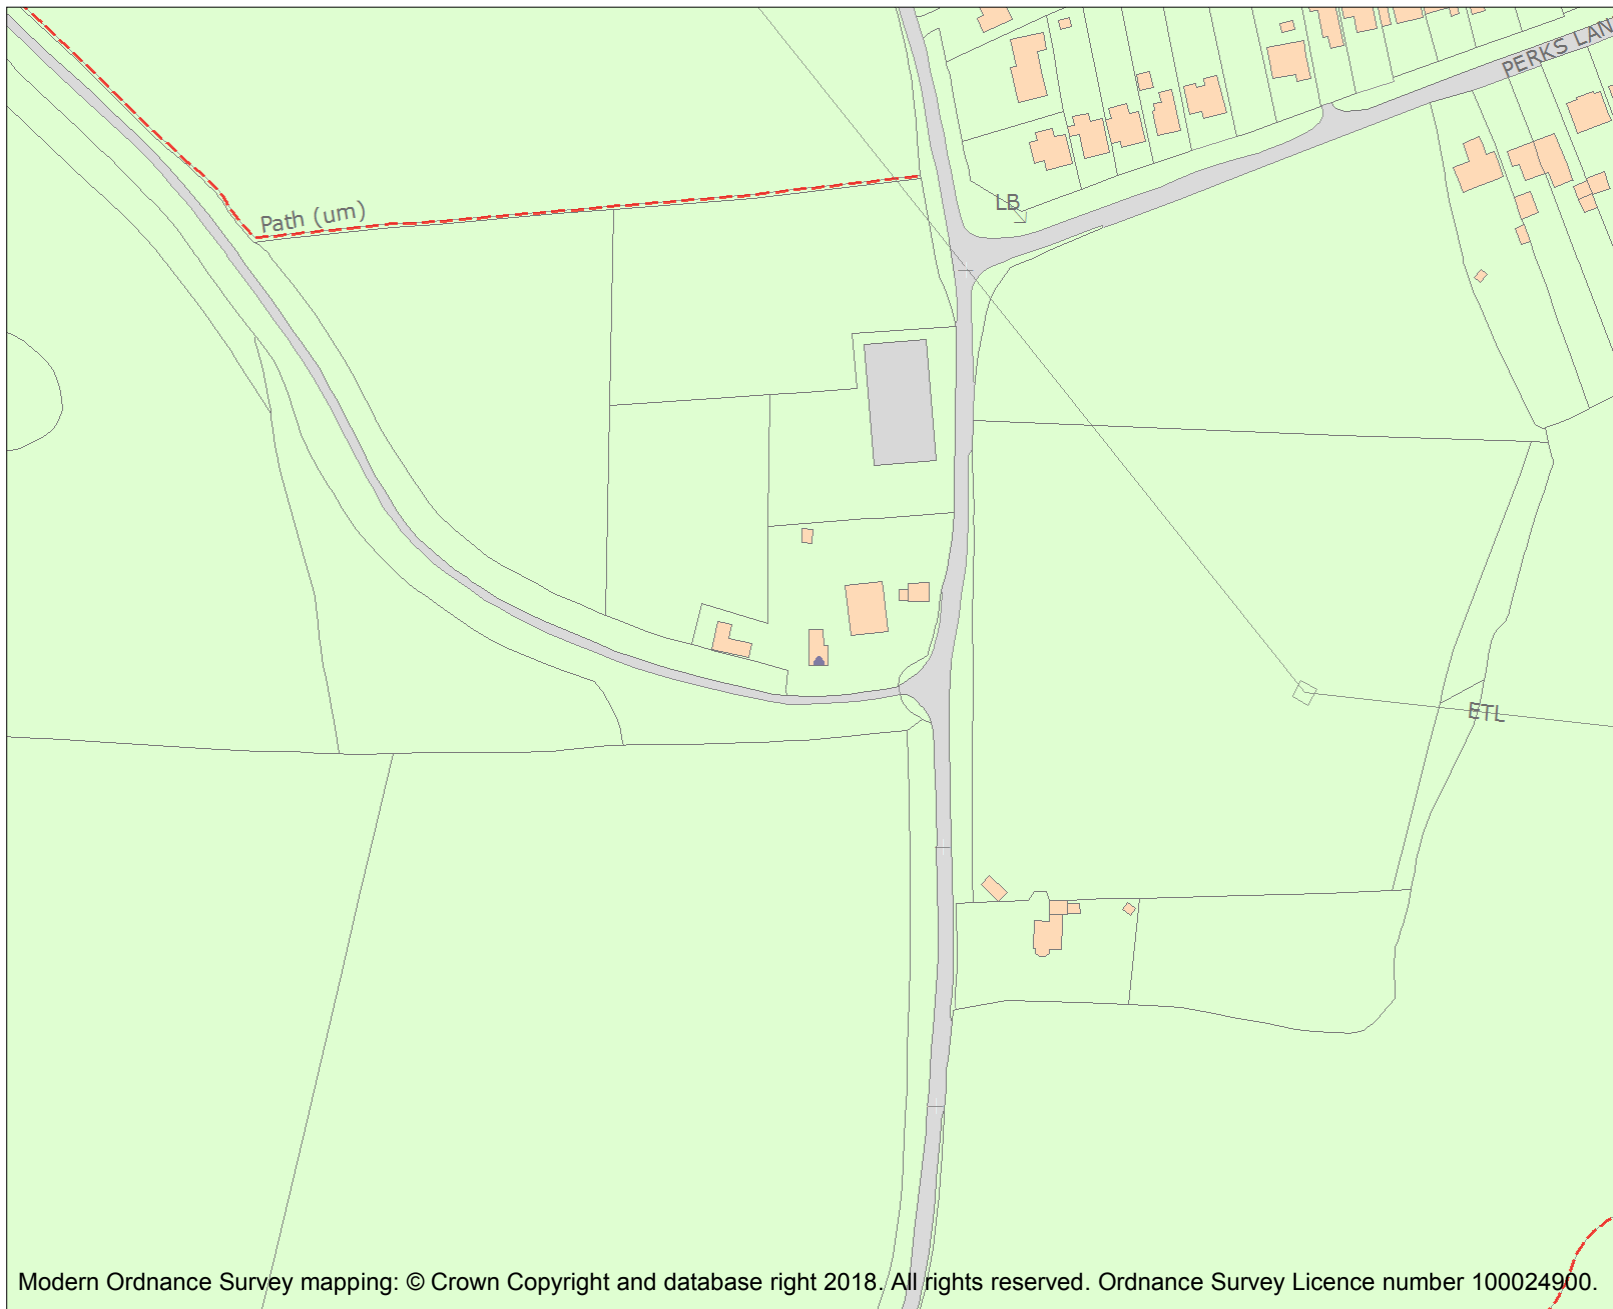 PERKS LAN
LB
Path (um)
ETL
Modern Ordnance Survey mapping: © Crown Copyright and database right 2018. All rights reserved. Ordnance Survey Licence number 100024900.